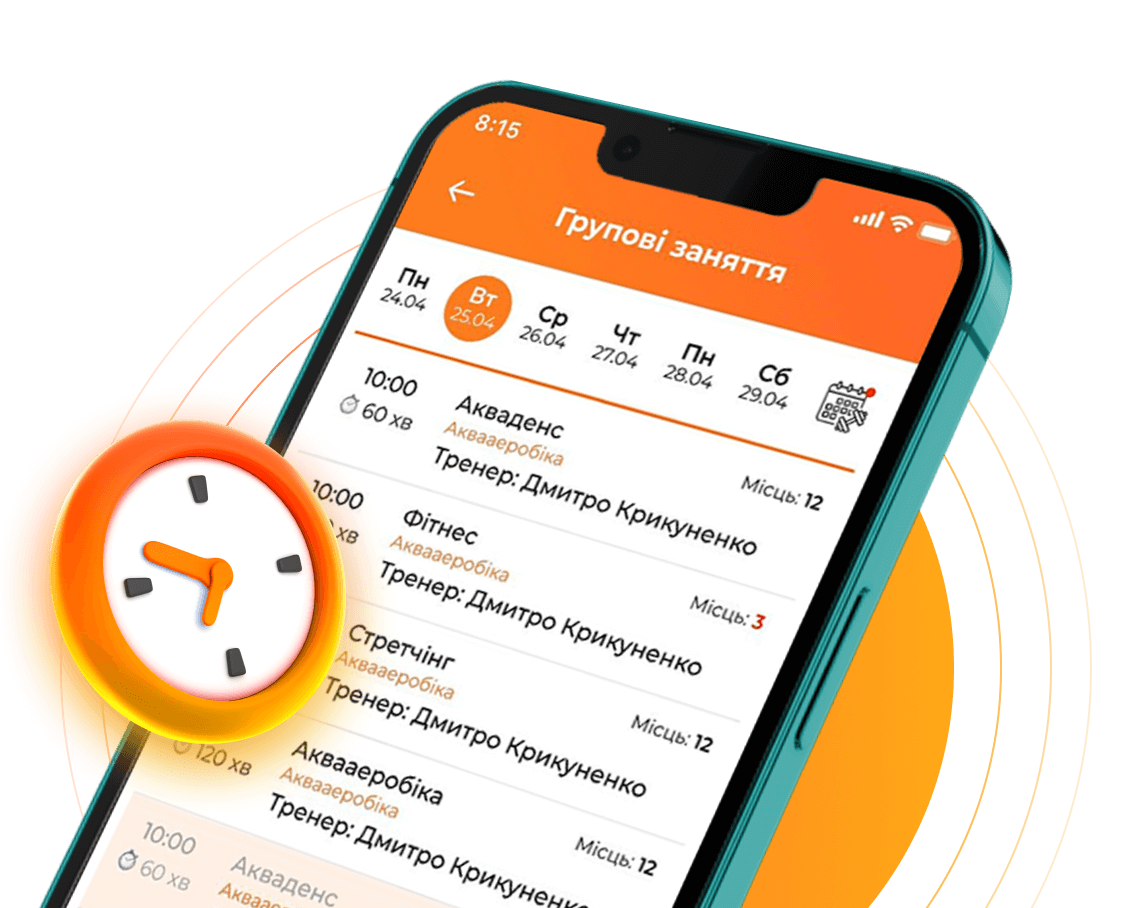 8:15
Групові заняття
Пн Вт Ср Чт Пн Сб
24.04 25.04 26.04 27.04 28.04 29.04
10:00
60 хв
Акваденс
Аквааеробіка
Тренер: Дмитро Крикуненко
Місць: 12
10:00
хв
Фітнес
Аквааеробіка
Тренер: Дмитро Крикуненко
Місць: 3
Стретчінг
Аквааеробіка
Тренер: Дмитро Крикуненко
Місць: 12
120 хв
Аквааеробіка
Аквааеробіка
Тренер: Дмитро Крикуненко
Місць: 12
10:00
60 хв
Акваденс